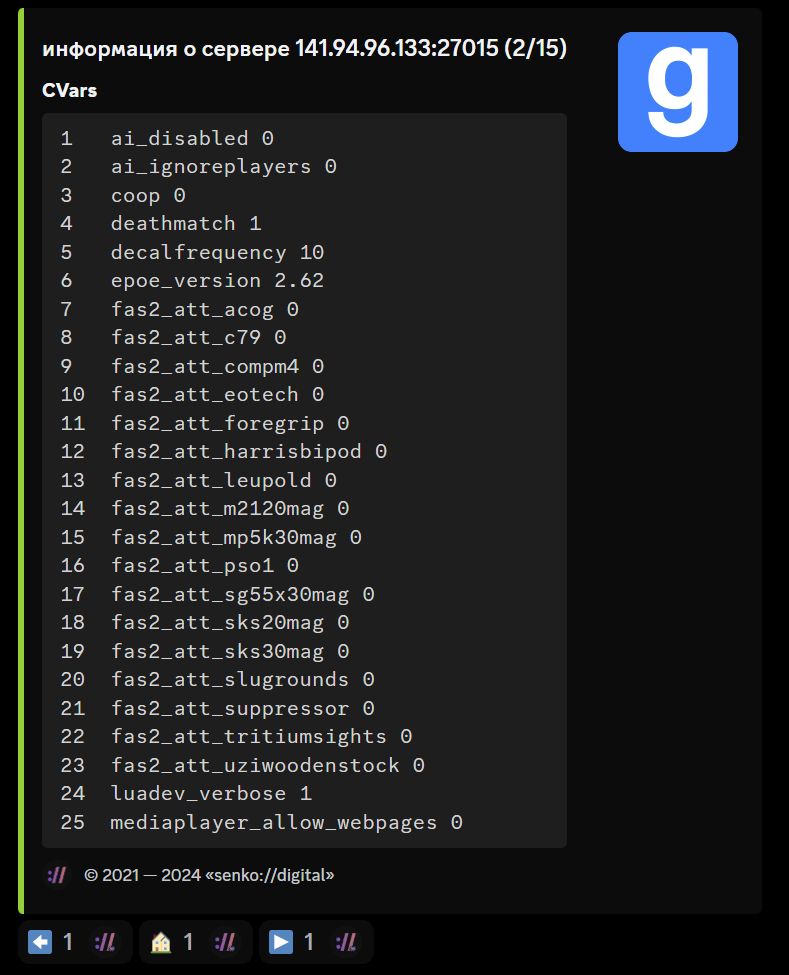 информация о сервере 141.94.96.133:27015 (2/15)
g
CVars
1 ai_disabled 0
2 ai_ignoreplayers 0
3 coop 0
4 deathmatch 1
5 decalfrequency 10
6 epoe_version 2.62
7 fas2_att_acog 0
8 fas2_att_c79 0
9 fas2_att_compm4 0
10 fas2_att_eotech 0
11 fas2_att_foregrip 0
12 fas2_att_harrisbipod 0
13 fas2_att_leupold 0
14 fas2_att_m2120mag 0
15 fas2_att_mp5k30mag 0
16 fas2_att_pso1 0
17 fas2_att_sg55x30mag 0
18 fas2_att_sks20mag 0
19 fas2_att_sks30mag 0
20 fas2_att_slugrounds 0
21 fas2_att_suppressor 0
22 fas2_att_tritiumsights 0
23 fas2_att_uziwoodenstock 0
24 luadev_verbose 1
25 mediaplayer_allow_webpages 0
:// © 2021 — 2024 «senko://digital»
1 :// 1 :// 1 ://